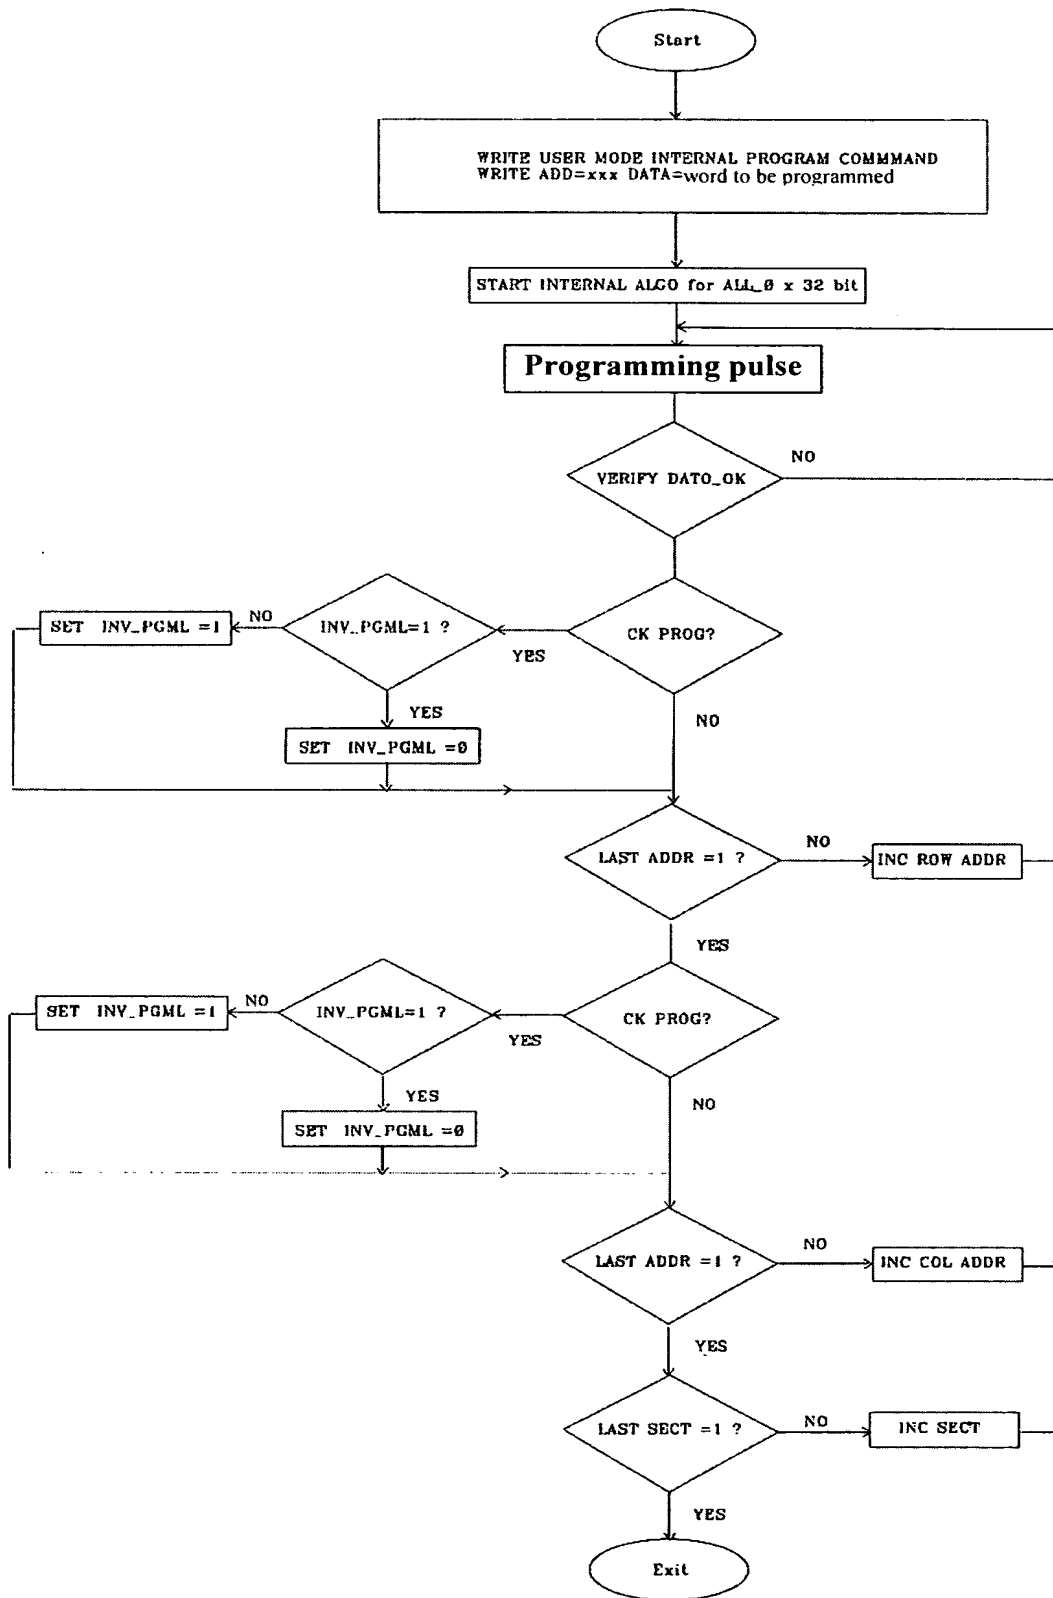 Start
WRITE USER MODE INTERNAL PROGRAM COMMMAND
WRITE ADD=xxx DATA=word to be programmed
START INTERNAL ALGO for ALL_0 x 32 bit
Programming pulse
VERIFY DATO_OK
NO
CK PROG?
YES
INV_PGML=1 ?
NO
SET INV_PGML =1
YES
SET INV_PGML =0
NO
LAST ADDR =1 ?
NO
INC ROW ADDR
YES
CK PROG?
YES
INV_PGML=1 ?
NO
SET INV_PGML =1
YES
SET INV_PGML =0
NO
LAST ADDR =1 ?
NO
INC COL ADDR
YES
LAST SECT =1 ?
NO
INC SECT
YES
Exit